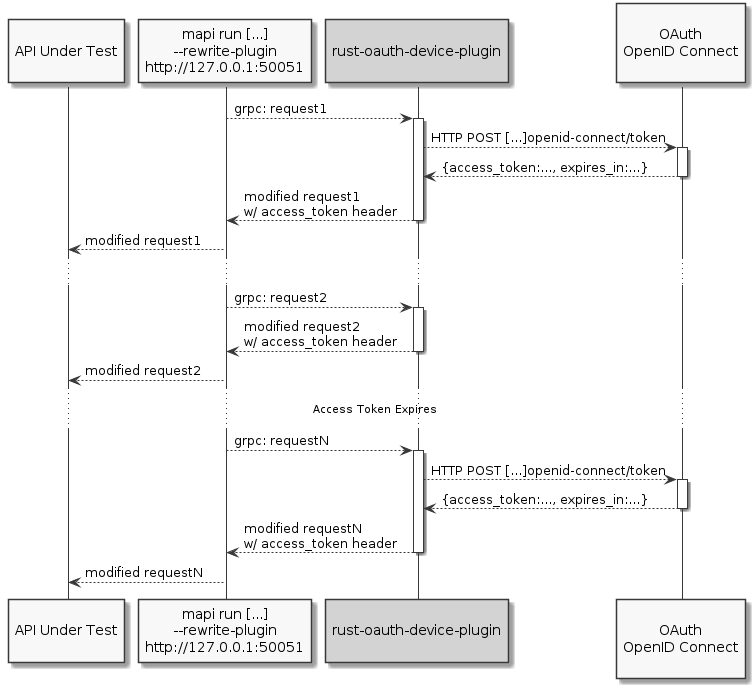 API Under Test
mapi run [...]
--rewrite-plugin
http://127.0.0.1:50051
rust-oauth-device-plugin
OAuth
OpenID Connect
grpc: request1
HTTP POST [...]openid-connect/token
{access_token:..., expires_in:...}
modified request1
w/ access_token header
modified request1
grpc: request2
modified request2
w/ access_token header
modified request2
Access Token Expires
grpc: requestN
HTTP POST [...]openid-connect/token
{access_token:..., expires_in:...}
modified requestN
w/ access_token header
modified requestN
API Under Test
mapi run [...]
--rewrite-plugin
http://127.0.0.1:50051
rust-oauth-device-plugin
OAuth
OpenID Connect